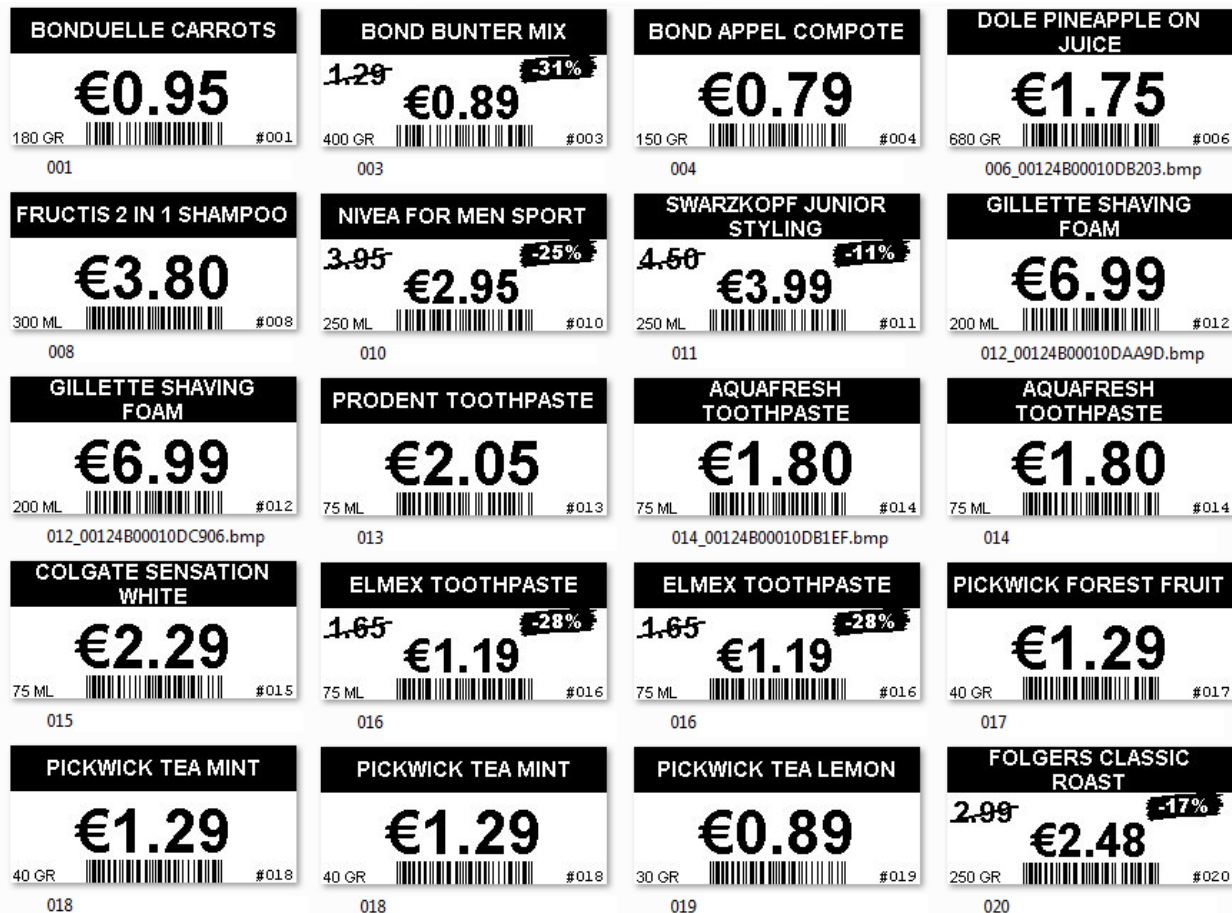 BONDUELLE CARROTS
€0.95
180 GR #001
001
BOND BUNTER MIX
1.29 -31%
€0.89
400 GR #003
003
BOND APPEL COMPOTE
€0.79
150 GR #004
004
DOLE PINEAPPLE ON
JUICE
€1.75
680 GR #006
006_00124B00010DB203.bmp
FRUCTIS 2 IN 1 SHAMPOO
€3.80
300 ML #008
008
NIVEA FOR MEN SPORT
3.95 -25%
€2.95
250 ML #010
010
SWARZKOPF JUNIOR
STYLING
4.50 -11%
€3.99
250 ML #011
011
GILLETTE SHAVING
FOAM
€6.99
200 ML #012
012_00124B00010DAA9D.bmp
GILLETTE SHAVING
FOAM
€6.99
200 ML #012
012_00124B00010DC906.bmp
PRODENT TOOTHPASTE
€2.05
75 ML #013
013
AQUAFRESH
TOOTHPASTE
€1.80
75 ML #014
014_00124B00010DB1EF.bmp
AQUAFRESH
TOOTHPASTE
€1.80
75 ML #014
014
COLGATE SENSATION
WHITE
€2.29
75 ML #015
015
ELMEX TOOTHPASTE
1.65 -28%
€1.19
75 ML #016
016
ELMEX TOOTHPASTE
1.65 -28%
€1.19
75 ML #016
016
PICKWICK FOREST FRUIT
€1.29
40 GR #017
017
PICKWICK TEA MINT
€1.29
40 GR #018
018
PICKWICK TEA MINT
€1.29
40 GR #018
018
PICKWICK TEA LEMON
€0.89
30 GR #019
019
FOLGERS CLASSIC
ROAST
2.99 -17%
€2.48
250 GR #020
020